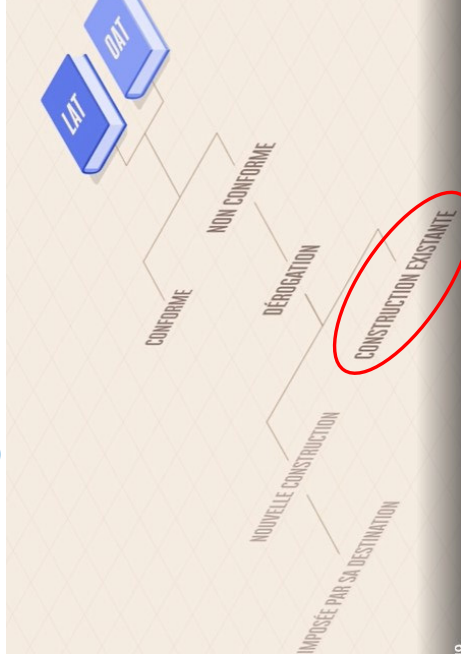 LAT
OAT
CONFORME
NON CONFORME
DÉROGATION
NOUVELLE CONSTRUCTION
CONSTRUCTION EXISTANTE
IMPOSÉE PAR SA DESTINATION